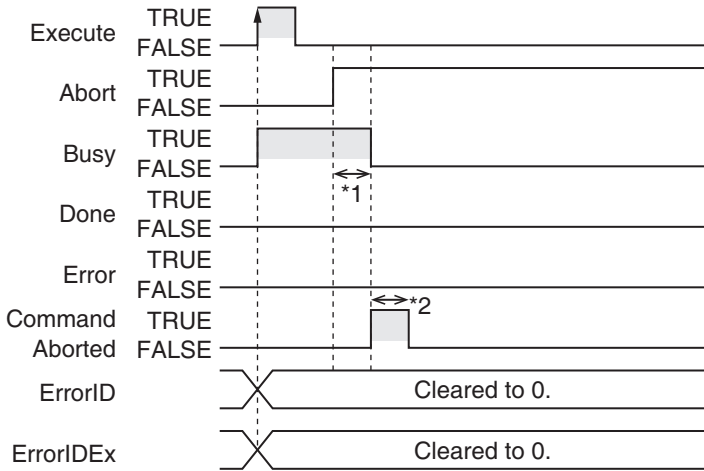 Execute TRUE
FALSE
Abort TRUE
FALSE
Busy TRUE
FALSE
*1
Done TRUE
FALSE
Error TRUE
FALSE
*2
Command TRUE
Aborted FALSE
ErrorID Cleared to 0.
ErrorIDEx Cleared to 0.